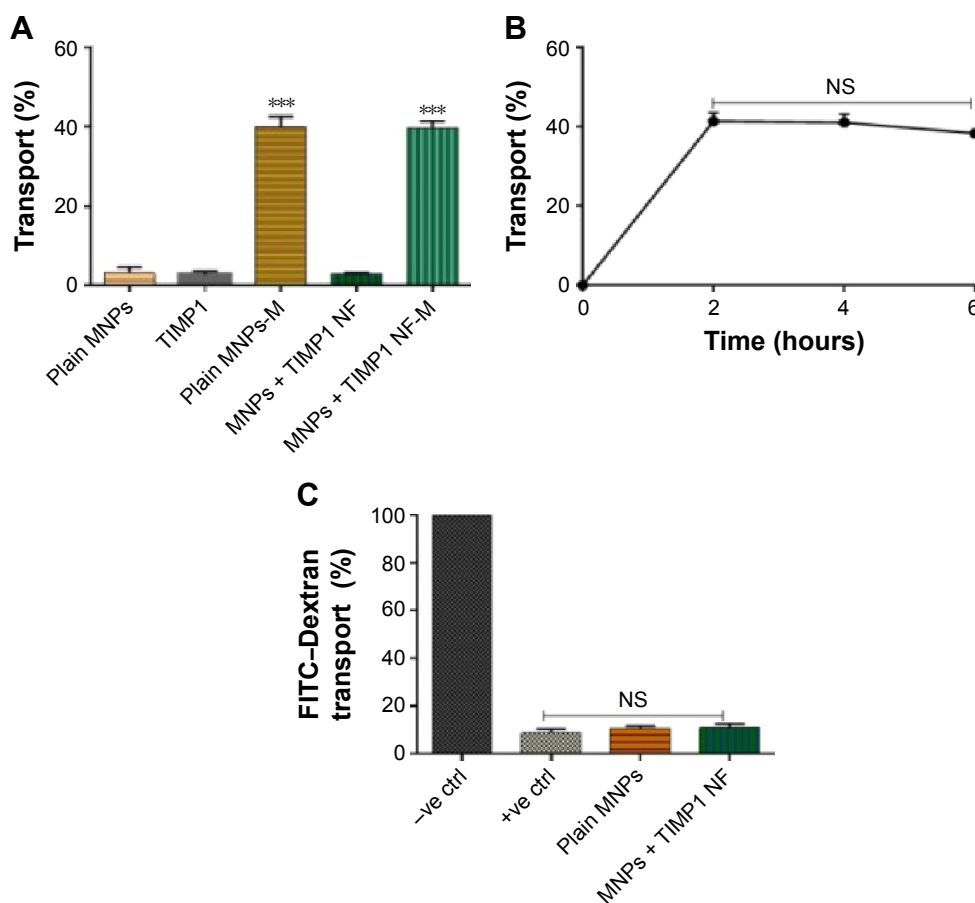 A
Transport (%)
60
40
20
0
***
***
Plain MNPs
TIMP1
Plain MNPs-M
MNPs + TIMP1 NF
MNPs + TIMP1 NF-M
B
Transport (%)
60
40
20
0
NS
0
2
4
6
Time (hours)
C
FITC–Dextran
transport (%)
100
80
60
40
20
0
NS
–ve ctrl
+ve ctrl
Plain MNPs
MNPs + TIMP1 NF